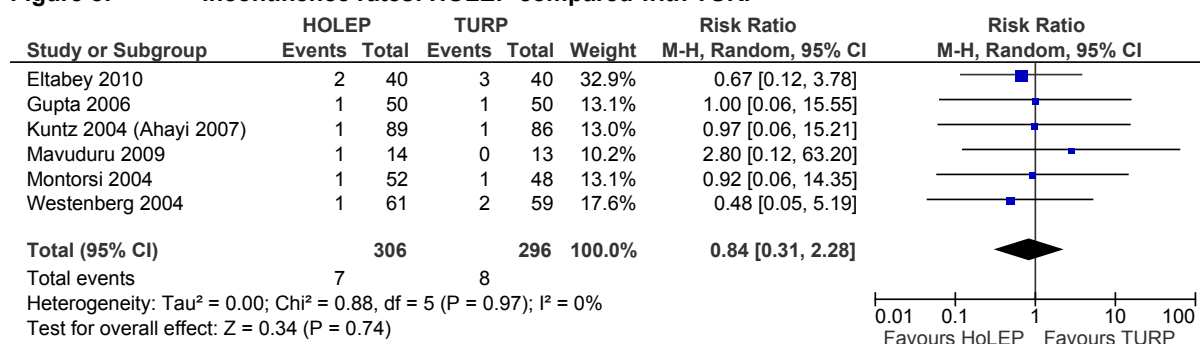 HOLEP TURP Risk Ratio Risk Ratio
Study or Subgroup Events Total Events Total Weight M-H, Random, 95% CI M-H, Random, 95% CI
Eltabey 2010 2 40 3 40 32.9% 0.67 [0.12, 3.78]
Gupta 2006 1 50 1 50 13.1% 1.00 [0.06, 15.55]
Kuntz 2004 (Ahayi 2007) 1 89 1 86 13.0% 0.97 [0.06, 15.21]
Mavuduru 2009 1 14 0 13 10.2% 2.80 [0.12, 63.20]
Montorsi 2004 1 52 1 48 13.1% 0.92 [0.06, 14.35]
Westenberg 2004 1 61 2 59 17.6% 0.48 [0.05, 5.19]
Total (95% CI) 306 296 100.0% 0.84 [0.31, 2.28]
Total events 7 8
Heterogeneity: Tau² = 0.00; Chi² = 0.88, df = 5 (P = 0.97); I² = 0%
Test for overall effect: Z = 0.34 (P = 0.74)
0.01 0.1 1 10 100
Favours HoLEP Favours TURP